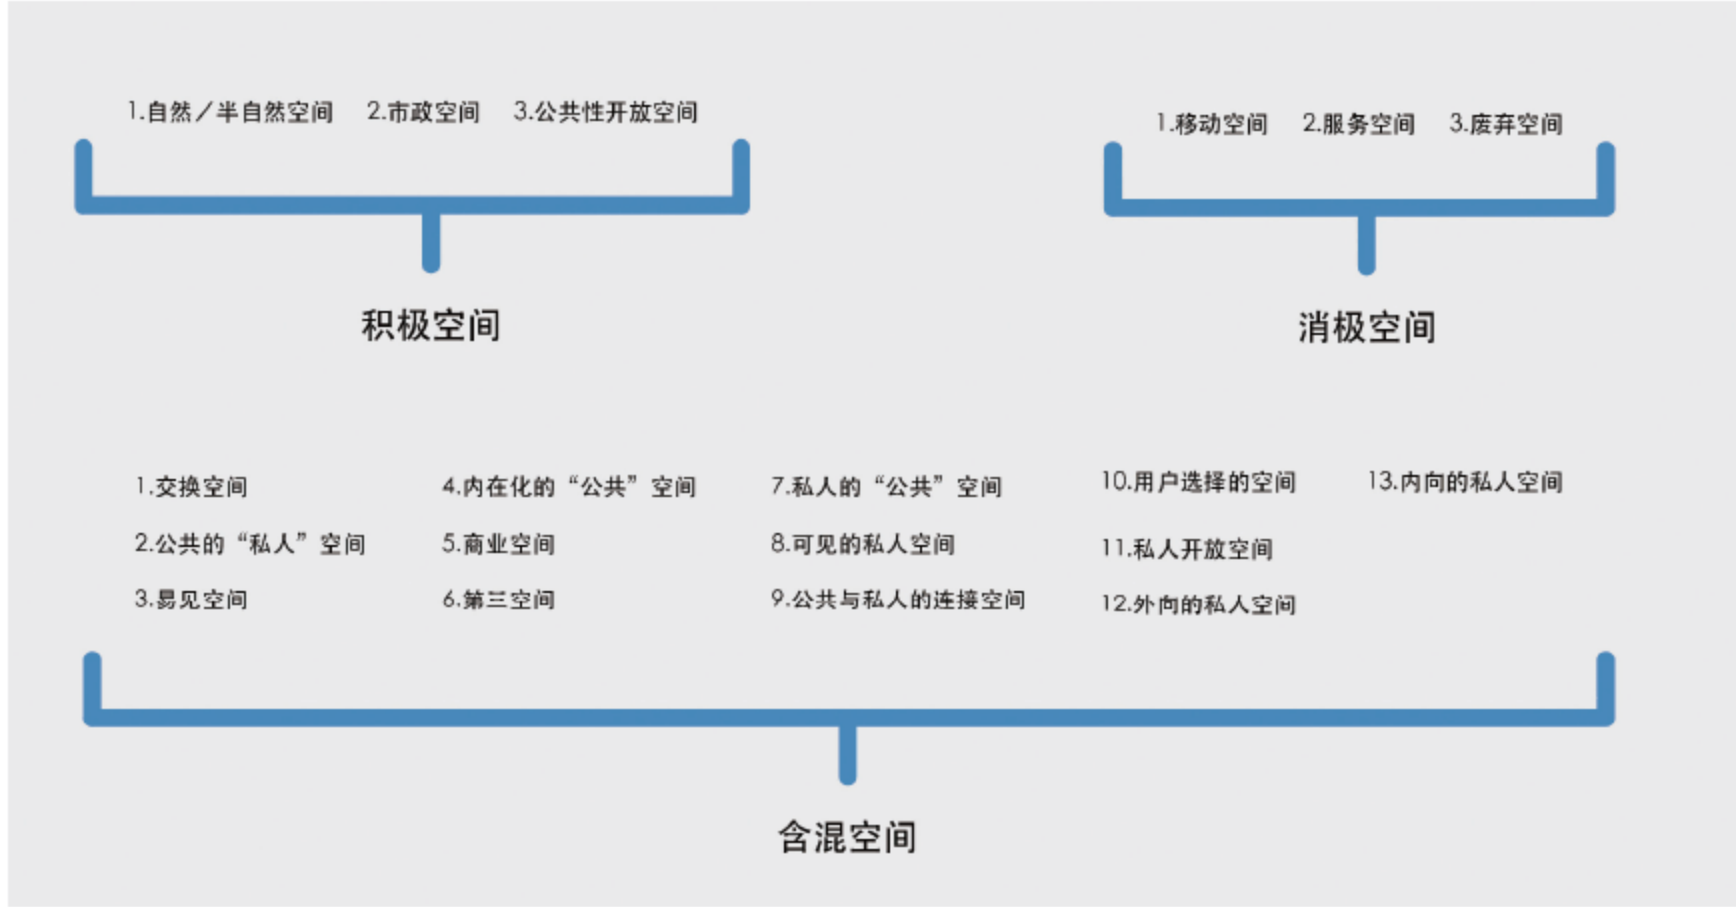 1.自然／半自然空间 2.市政空间 3.公共性开放空间
积极空间
1.移动空间 2.服务空间 3.废弃空间
消极空间
1.交换空间
2.公共的“私人”空间
3.易见空间
4.内在化的“公共”空间
5.商业空间
6.第三空间
7.私人的“公共”空间
8.可见的私人空间
9.公共与私人的连接空间
10.用户选择的空间
11.私人开放空间
12.外向的私人空间
13.内向的私人空间
含混空间